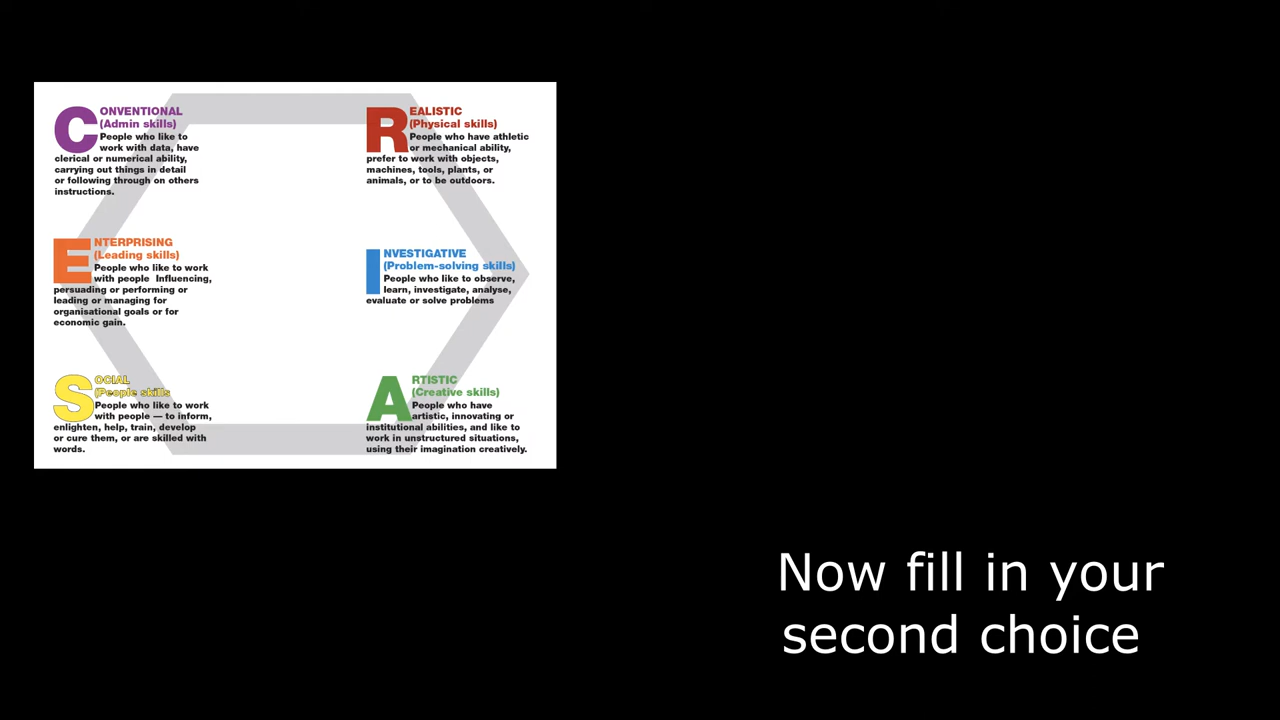 CONVENTIONAL
(Admin skills)
People who like to
work with data, have
clerical or numerical ability,
carrying out things in detail
or following through on others
instructions.
REALISTIC
(Physical skills)
People who have athletic
or mechanical ability,
prefer to work with objects,
machines, tools, plants, or
animals, or to be outdoors.
ENTERPRISING
(Leading skills)
People who like to work
with people Influencing,
persuading or performing or
leading or managing for
organisational goals or for
economic gain.
INVESTIGATIVE
(Problem-solving skills)
People who like to observe,
learn, investigate, analyse,
evaluate or solve problems
SOCIAL
(People skills
People who like to work
with people — to inform,
enlighten, help, train, develop
or cure them, or are skilled with
words.
ARTISTIC
(Creative skills)
People who have
artistic, innovating or
institutional abilities, and like to
work in unstructured situations,
using their imagination creatively.
Now fill in your
second choice